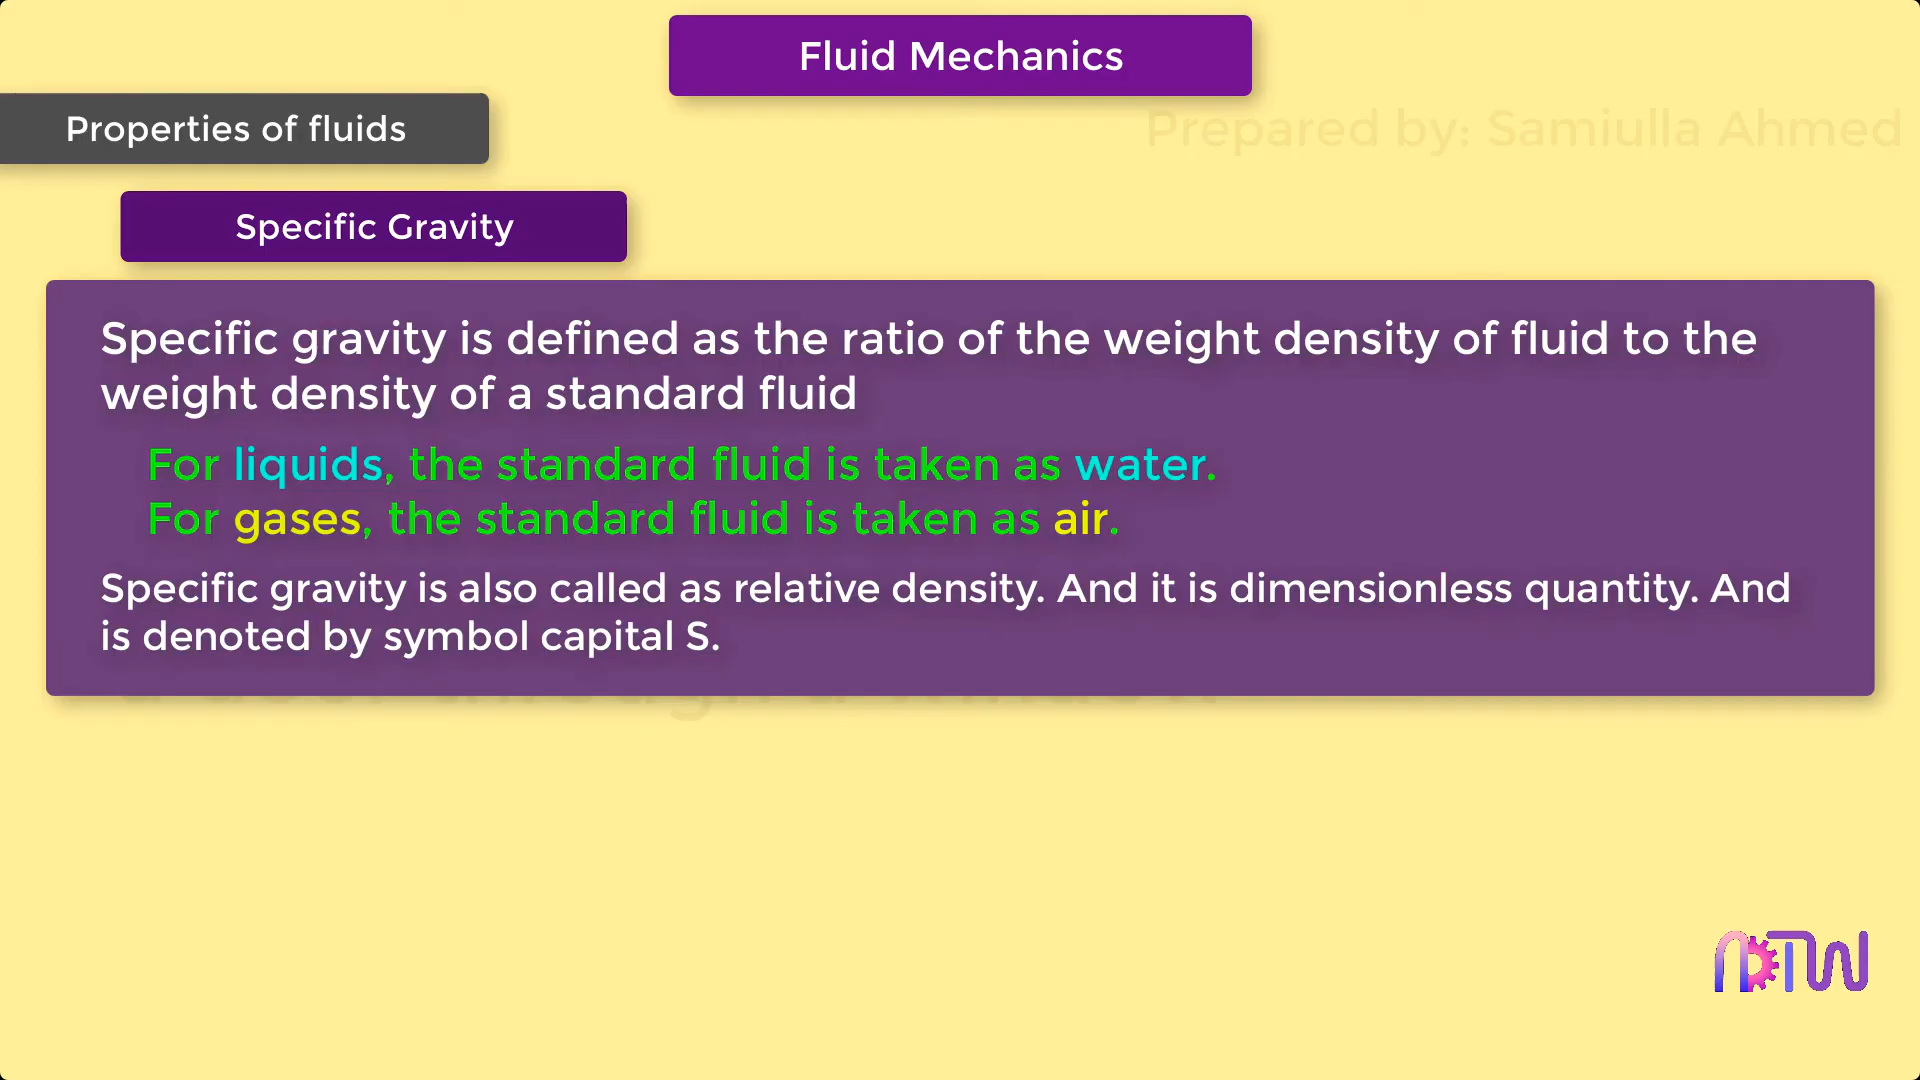 Fluid Mechanics
Properties of fluids
Prepared by: Samiulla Ahmed
Specific Gravity
Specific gravity is defined as the ratio of the weight density of fluid to the
weight density of a standard fluid
For liquids, the standard fluid is taken as water.
For gases, the standard fluid is taken as air.
Specific gravity is also called as relative density. And it is dimensionless quantity. And
is denoted by symbol capital S.